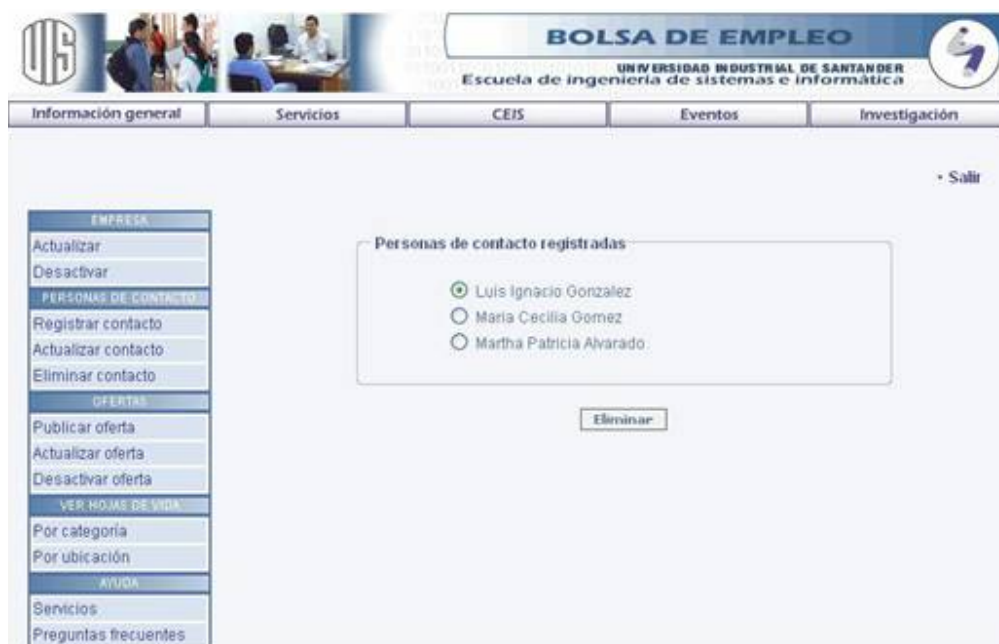 UIS
BOLSA DE EMPLEO
UNIVERSIDAD INDUSTRIAL DE SANTANDER
Escuela de ingeniería de sistemas e informática
Información general
Servicios
CEIS
Eventos
Investigación
• Salir
EMPRESA
Actualizar
Desactivar
PERSONAS DE CONTACTO
Registrar contacto
Actualizar contacto
Eliminar contacto
OFERTAS
Publicar oferta
Actualizar oferta
Desactivar oferta
VER HOJAS DE VIDA
Por categoría
Por ubicación
AYUDA
Servicios
Preguntas frecuentes
Personas de contacto registradas
Luis Ignacio Gonzalez
Maria Cecilia Gomez
Martha Patricia Alvarado
Eliminar